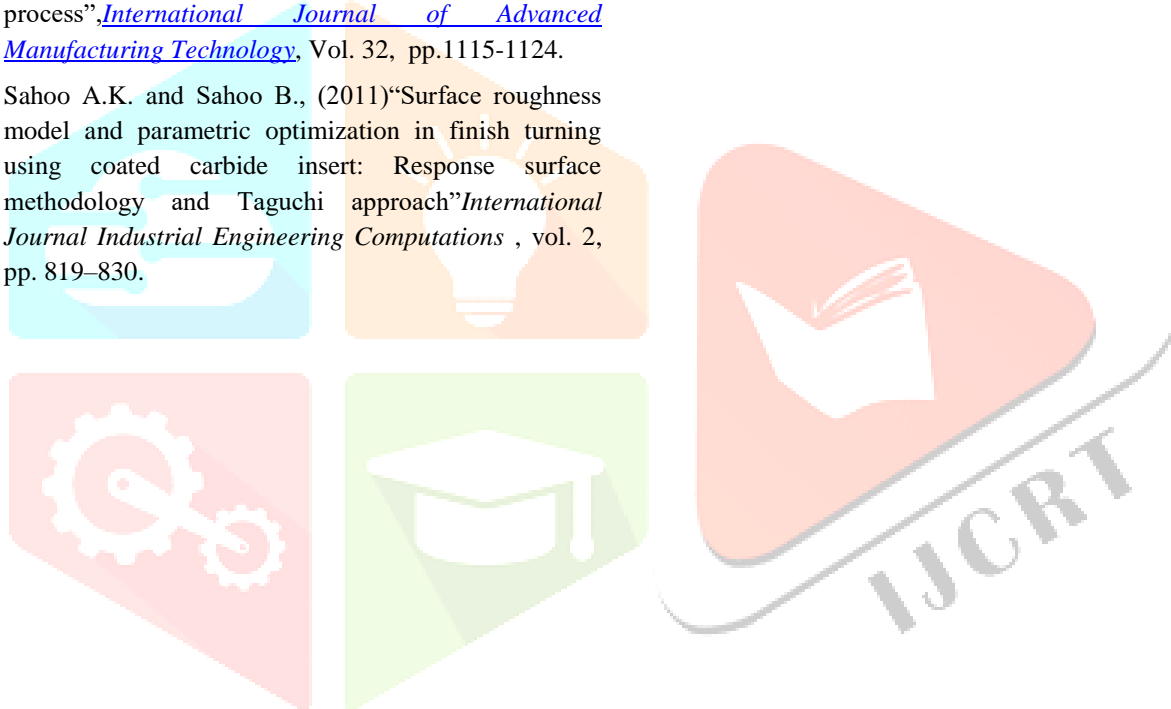 process”,International Journal of Advanced
Manufacturing Technology, Vol. 32, pp.1115-1124.
Sahoo A.K. and Sahoo B., (2011)“Surface roughness
model and parametric optimization in finish turning
using coated carbide insert: Response surface
methodology and Taguchi approach”International
Journal Industrial Engineering Computations , vol. 2,
pp. 819–830.
IJCRT